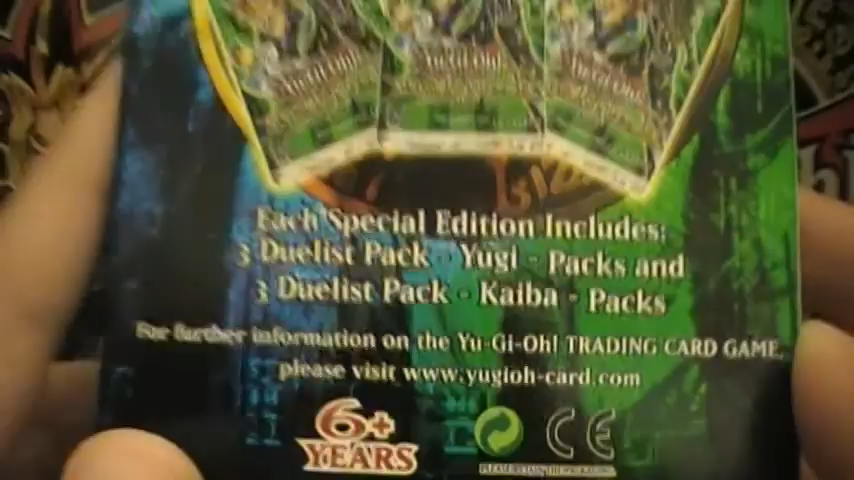 Each Special Edition Includes:
3 Duelist Pack - Yugi - Packs and
3 Duelist Pack - Kaiba - Packs
For further information on the Yu-Gi-Oh! TRADING CARD GAME,
please visit www.yugioh-card.com
6+
YEARS
CE